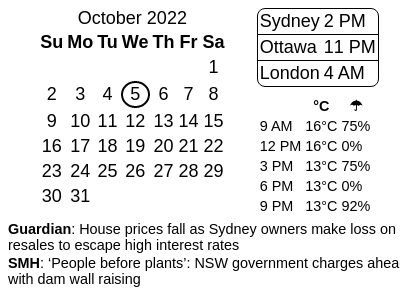 October 2022
Su Mo Tu We Th Fr Sa
1
2 3 4 5 6 7 8
9 10 11 12 13 14 15
16 17 18 19 20 21 22
23 24 25 26 27 28 29
30 31
Sydney 2 PM
Ottawa 11 PM
London 4 AM
°C ☂
9 AM 16°C 75%
12 PM 16°C 0%
3 PM 13°C 75%
6 PM 13°C 0%
9 PM 13°C 92%
Guardian: House prices fall as Sydney owners make loss on
resales to escape high interest rates
SMH: ‘People before plants’: NSW government charges ahea
with dam wall raising